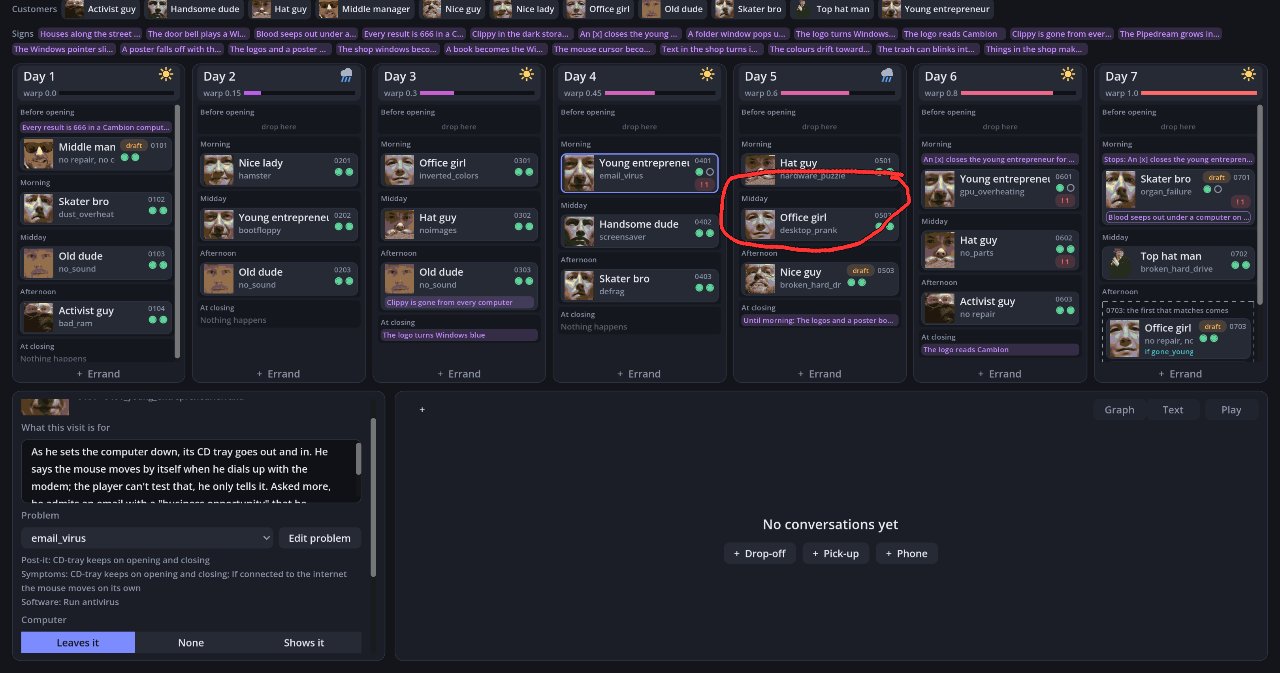 Customers Activist guy Handsome dude Hat guy Middle manager Nice guy Nice lady Office girl Old dude Skater bro Top hat man Young entrepreneur
Signs Houses along the street ... The door bell plays a Wi... Blood seeps out under a... Every result is 666 in a C... Clippy in the dark stora... An [x] closes the young ... A folder window pops u... The logo turns Windows... The logo reads Cambion Clippy is gone from ever... The Pipedream grows in...
The Windows pointer sli... A poster falls off with th... The logos and a poster ... The shop windows beco... A book becomes the Wi... The mouse cursor beco... Text in the shop turns i... The colours drift toward... The trash can blinks int... Things in the shop mak...
Day 1
warp 0.0
Before opening
Every result is 666 in a Cambion comput...
Middle man draft 0101
no repair, no c
Morning
Skater bro 0102
dust_overheat
Midday
Old dude 0103
no_sound
Afternoon
Activist guy 0104
bad_ram
At closing
Nothing happens
+ Errand
Day 2
warp 0.15
Before opening
drop here
Morning
Nice lady 0201
hamster
Midday
Young entrepreneu 0202
bootfloppy
Afternoon
Old dude 0203
no_sound
At closing
Nothing happens
+ Errand
Day 3
warp 0.3
Before opening
drop here
Morning
Office girl 0301
inverted_colors
Midday
Hat guy 0302
noimages
Afternoon
Old dude 0303
no_sound
Clippy is gone from every computer
At closing
The logo turns Windows blue
+ Errand
Day 4
warp 0.45
Before opening
drop here
Morning
Young entrepreneu 0401
email_virus
!1
Midday
Handsome dude 0402
screensaver
Afternoon
Skater bro 0403
defrag
At closing
Nothing happens
+ Errand
Day 5
warp 0.6
Before opening
drop here
Morning
Hat guy 0501
hardware_puzzle
Midday
Office girl
desktop_prank
Afternoon
Nice guy draft 0503
broken_hard_dr
At closing
Until morning: The logos and a poster bo...
+ Errand
Day 6
warp 0.8
Before opening
drop here
Morning
An [x] closes the young entrepreneur for ...
Young entrepreneu 0601
gpu_overheating
!1
Midday
Hat guy 0602
no_parts
!1
Afternoon
Activist guy 0603
no repair
At closing
The logo reads Cambion
+ Errand
Day 7
warp 1.0
Before opening
drop here
Morning
Stops: An [x] closes the young entrepren...
Skater bro draft 0701
organ_failure
!1
Blood seeps out under a computer on ...
Midday
Top hat man 0702
broken_hard_drive
Afternoon
0703: the first that matches comes
Office girl draft 0703
no repair, nc
if gone_young
+ Errand
What this visit is for
As he sets the computer down, its CD tray goes out and in. He
says the mouse moves by itself when he dials up with the
modem; the player can't test that, he only tells it. Asked more,
he admits an email with a "business opportunity" that he
Problem
email_virus Edit problem
Post-it: CD-tray keeps on opening and closing
Symptoms: CD-tray keeps on opening and closing; If connected to the internet
the mouse moves on its own
Software: Run antivirus
Computer
Leaves it None Shows it
+ Graph Text Play
No conversations yet
+ Drop-off + Pick-up + Phone